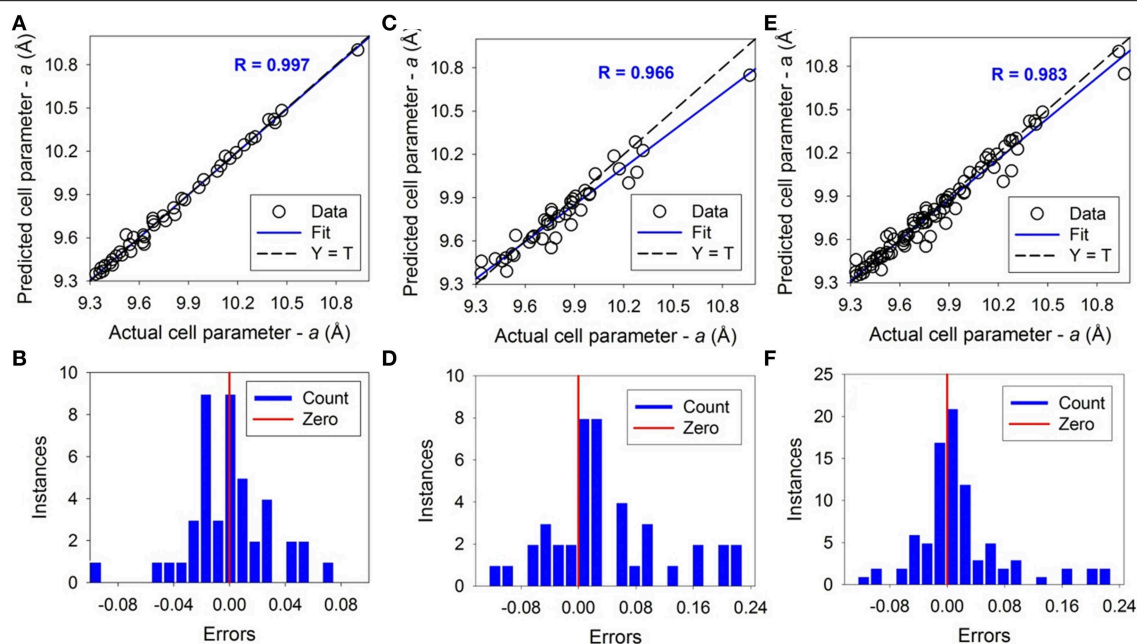 A
Predicted cell parameter - a (Å)
10.8
10.5
10.2
9.9
9.6
9.3
R = 0.997
Data
Fit
Y = T
9.3 9.6 9.9 10.2 10.5 10.8
Actual cell parameter - a (Å)
C
Predicted cell parameter - a (Å)
10.8
10.5
10.2
9.9
9.6
9.3
R = 0.966
Data
Fit
Y = T
9.3 9.6 9.9 10.2 10.5 10.8
Actual cell parameter - a (Å)
E
Predicted cell parameter - a (Å)
10.8
10.5
10.2
9.9
9.6
9.3
R = 0.983
Data
Fit
Y = T
9.3 9.6 9.9 10.2 10.5 10.8
Actual cell parameter - a (Å)
B
Instances
10
8
6
4
2
0
Count
Zero
-0.08 -0.04 0.00 0.04 0.08
Errors
D
Instances
10
8
6
4
2
0
Count
Zero
-0.08 0.00 0.08 0.16 0.24
Errors
F
Instances
25
20
15
10
5
0
Count
Zero
-0.08 0.00 0.08 0.16 0.24
Errors